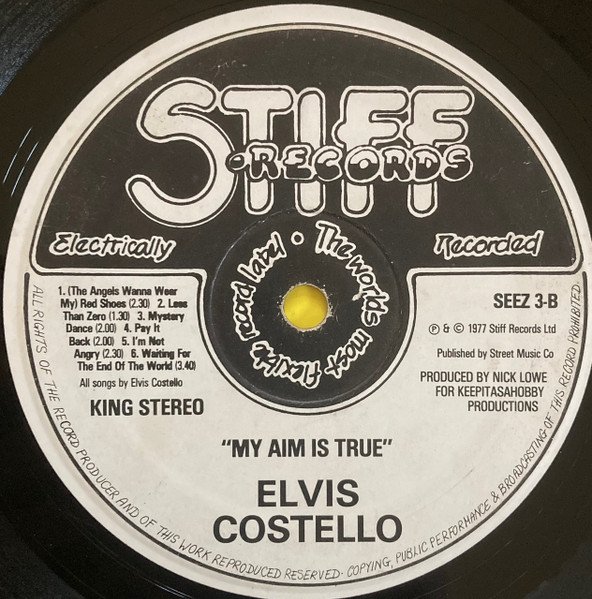 STIFF
•RECORDS
Electrically
Recorded
The worlds most flexible record label •
1. (The Angels Wanna Wear
My) Red Shoes (2.30) 2. Less
Than Zero (1.30) 3. Mystery
Dance (2.00) 4. Pay It
Back (2.00) 5. I'm Not
Angry (2.30) 6. Waiting For
The End Of The World (3.40)
All songs by Elvis Costello
KING STEREO
SEEZ 3-B
℗ & © 1977 Stiff Records Ltd
Published by Street Music Co
PRODUCED BY NICK LOWE
FOR KEEPITASAHOBBY
PRODUCTIONS
"MY AIM IS TRUE"
ELVIS
COSTELLO
ALL RIGHTS OF THE RECORD PRODUCER AND OF THIS WORK REPRODUCED RESERVED· COPYING, PUBLIC PERFORMANCE & BROADCASTING OF THIS RECORD PROHIBITED